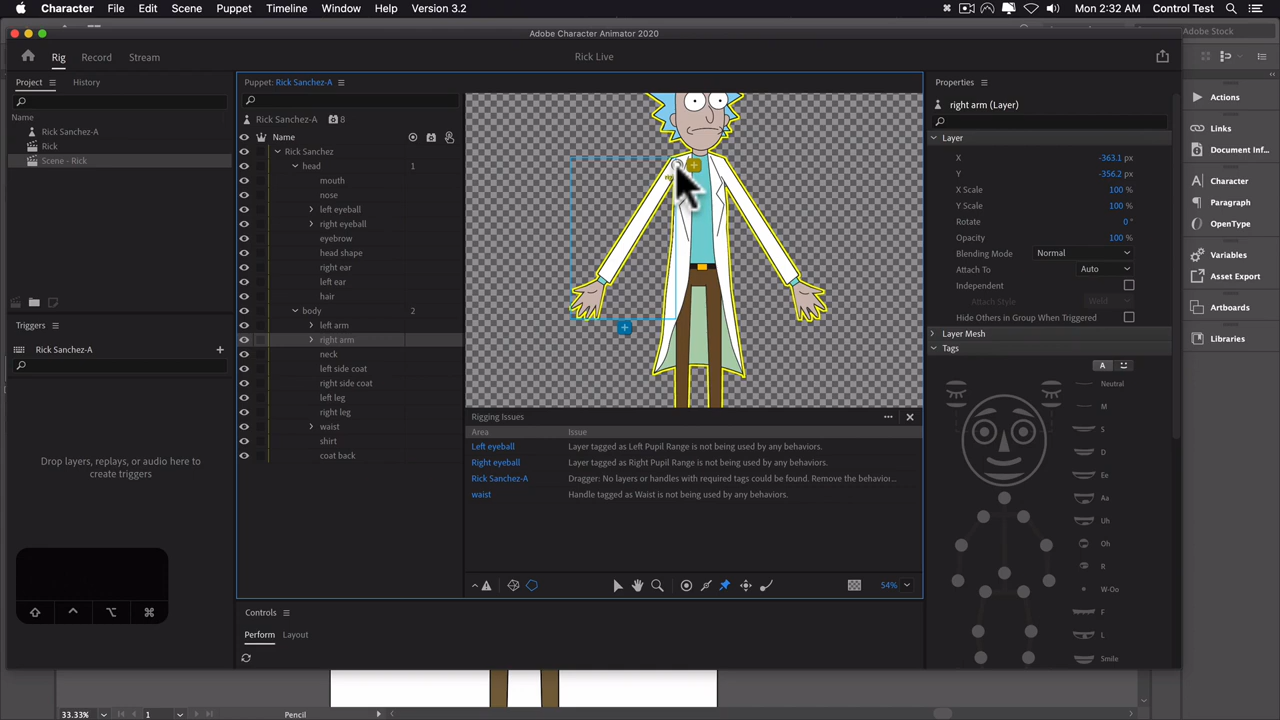 Character File Edit Scene Puppet Timeline Window Help Version 3.2 Mon 2:32 AM Control Test
Adobe Character Animator 2020
Adobe Stock
Rig Record Stream
Rick Live
Project History
Puppet: Rick Sanchez-A
Properties
Name
Rick Sanchez-A
Rick
Scene - Rick
Rick Sanchez-A 8
Name
Rick Sanchez
head 1
mouth
nose
left eyeball
right eyeball
eyebrow
head shape
right ear
left ear
hair
body 2
left arm
right arm
neck
left side coat
right side coat
left leg
right leg
waist
shirt
coat back
Triggers
Rick Sanchez-A
Drop layers, replays, or audio here to
create triggers
Rigging Issues
Area Issue
Left eyeball Layer tagged as Left Pupil Range is not being used by any behaviors.
Right eyeball Layer tagged as Right Pupil Range is not being used by any behaviors.
Rick Sanchez-A Dragger: No layers or handles with required tags could be found. Remove the behavior...
waist Handle tagged as Waist is not being used by any behaviors.
54%
Controls
Perform Layout
right arm (Layer)
Layer
X -363.1 px
Y -356.2 px
X Scale 100 %
Y Scale 100 %
Rotate 0 °
Opacity 100 %
Blending Mode Normal
Attach To Auto
Independent
Attach Style Weld
Hide Others in Group When Triggered
Layer Mesh
Tags
A
Neutral
M
S
D
Ee
Aa
Uh
Oh
R
W-Oo
F
L
Smile
Actions
Links
Document Inf...
Character
Paragraph
OpenType
Variables
Asset Export
Artboards
Libraries
33.33% 1 Pencil